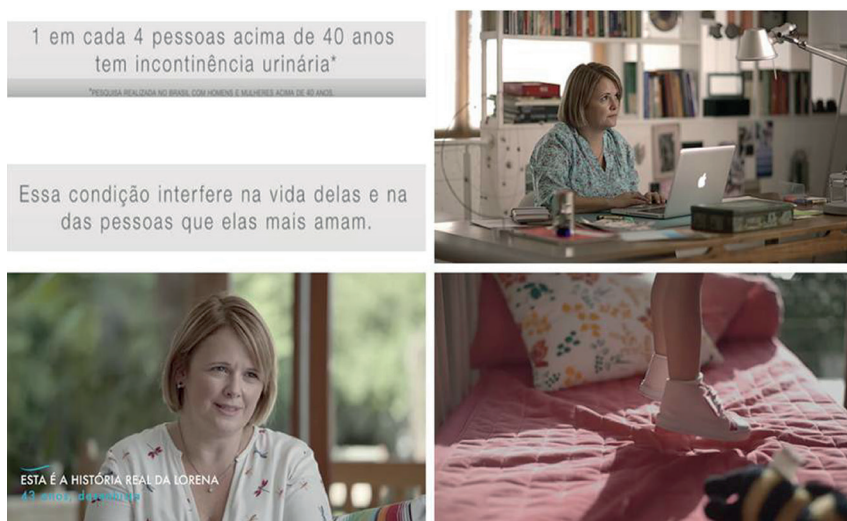 1 em cada 4 pessoas acima de 40 anos
tem incontinência urinária*
*PESQUISA REALIZADA NO BRASIL COM HOMENS E MULHERES ACIMA DE 40 ANOS.
Essa condição interfere na vida delas e na
das pessoas que elas mais amam.
ESTA É A HISTÓRIA REAL DA LORENA
43 anos,